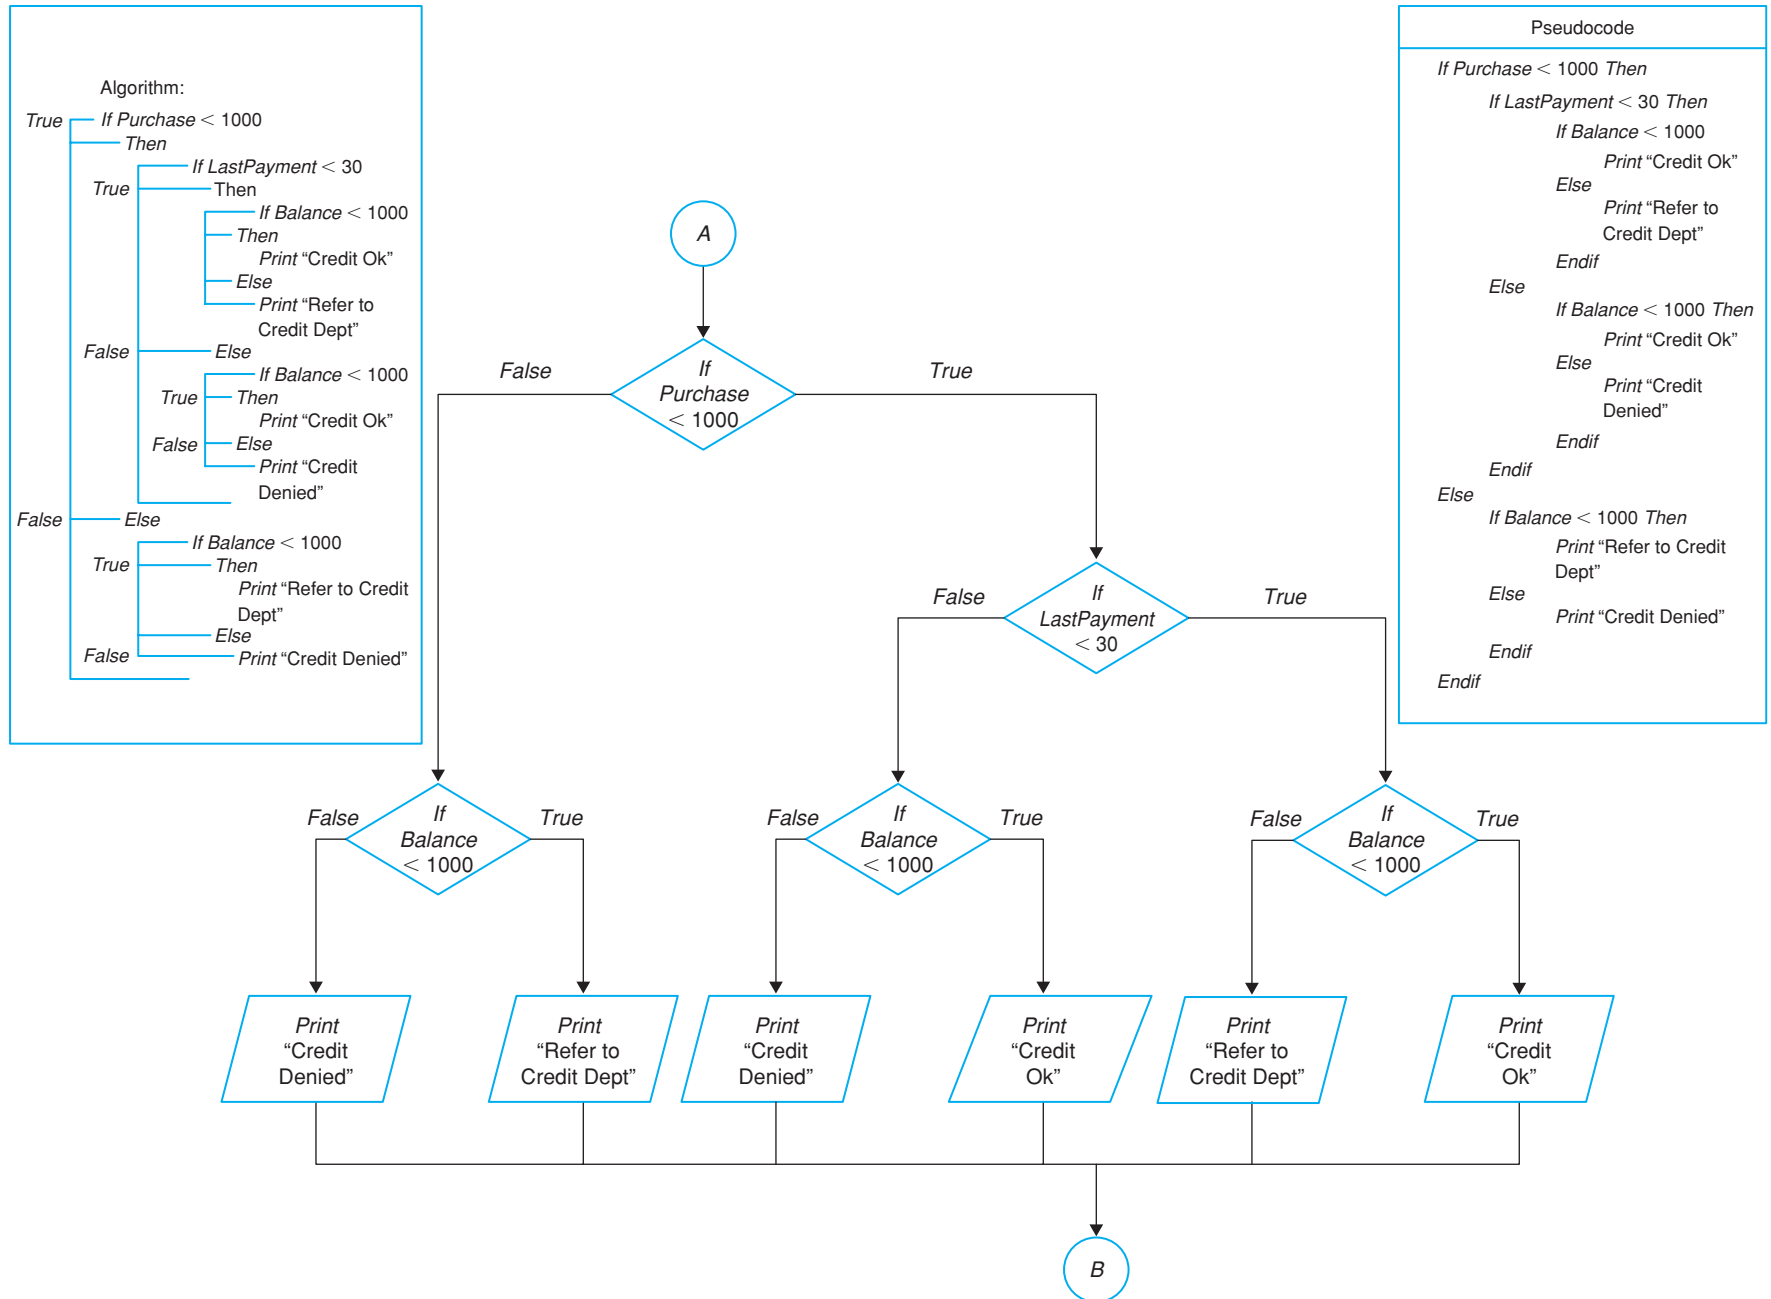 Algorithm:
True If Purchase < 1000
Then
If LastPayment < 30
True Then
If Balance < 1000
Then
Print “Credit Ok”
Else
Print “Refer to
Credit Dept”
False Else
If Balance < 1000
True Then
Print “Credit Ok”
False Else
Print “Credit
Denied”
False Else
If Balance < 1000
True Then
Print “Refer to Credit
Dept”
Else
False Print “Credit Denied”
A
False
If
Purchase
< 1000
True
False
If
LastPayment
< 30
True
False
If
Balance
< 1000
True
False
If
Balance
< 1000
True
False
If
Balance
< 1000
True
Print
“Credit
Denied”
Print
“Refer to
Credit Dept”
Print
“Credit
Denied”
Print
“Credit
Ok”
Print
“Refer to
Credit Dept”
Print
“Credit
Ok”
B
Pseudocode
If Purchase < 1000 Then
If LastPayment < 30 Then
If Balance < 1000
Print “Credit Ok”
Else
Print “Refer to
Credit Dept”
Endif
Else
If Balance < 1000 Then
Print “Credit Ok”
Else
Print “Credit
Denied”
Endif
Endif
Else
If Balance < 1000 Then
Print “Refer to Credit
Dept”
Else
Print “Credit Denied”
Endif
Endif